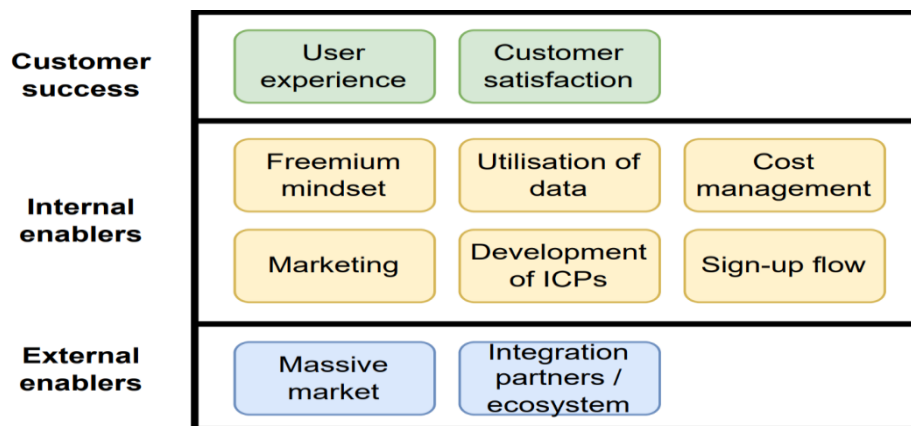 Customer
success
User
experience
Customer
satisfaction
Internal
enablers
Freemium
mindset
Utilisation of
data
Cost
management
Marketing
Development
of ICPs
Sign-up flow
External
enablers
Massive
market
Integration
partners /
ecosystem